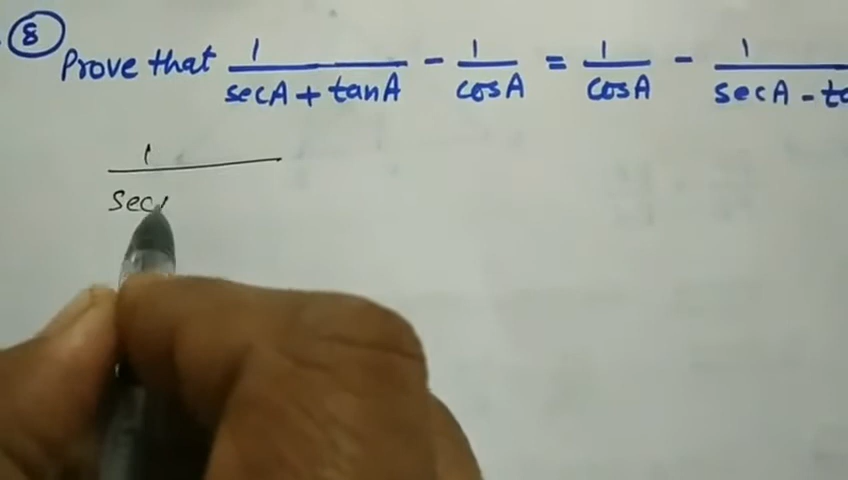 8 Prove that 1/(secA + tanA) - 1/cosA = 1/cosA - 1/(secA - ta
1/sec